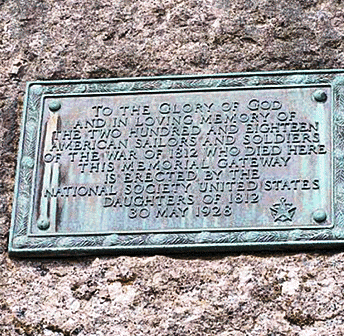 TO THE GLORY OF GOD
AND IN LOVING MEMORY OF
THE TWO HUNDRED AND EIGHTEEN
AMERICAN SAILORS AND SOLDIERS
OF THE WAR OF 1812 WHO DIED HERE
THIS MEMORIAL GATEWAY
IS ERECTED BY THE
NATIONAL SOCIETY UNITED STATES
DAUGHTERS OF 1812
30 MAY 1928